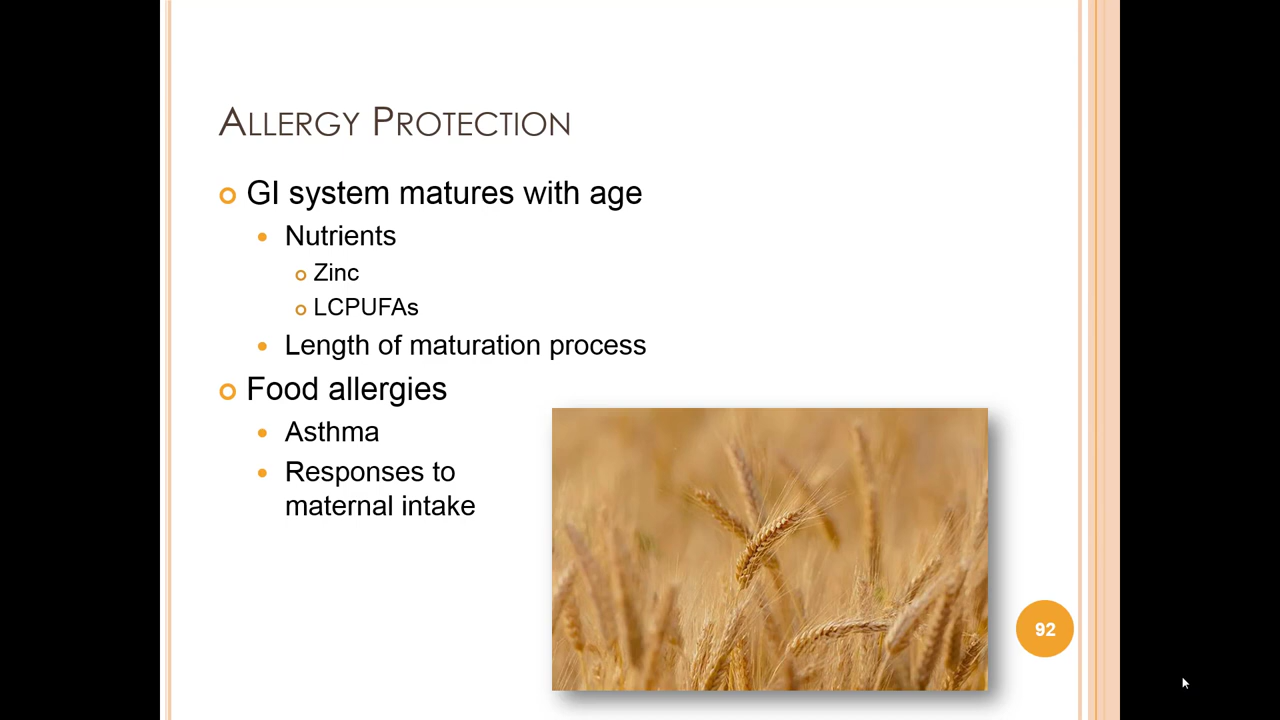 Allergy Protection
GI system matures with age
Nutrients
Zinc
LCPUFAs
Length of maturation process
Food allergies
Asthma
Responses to
maternal intake
92